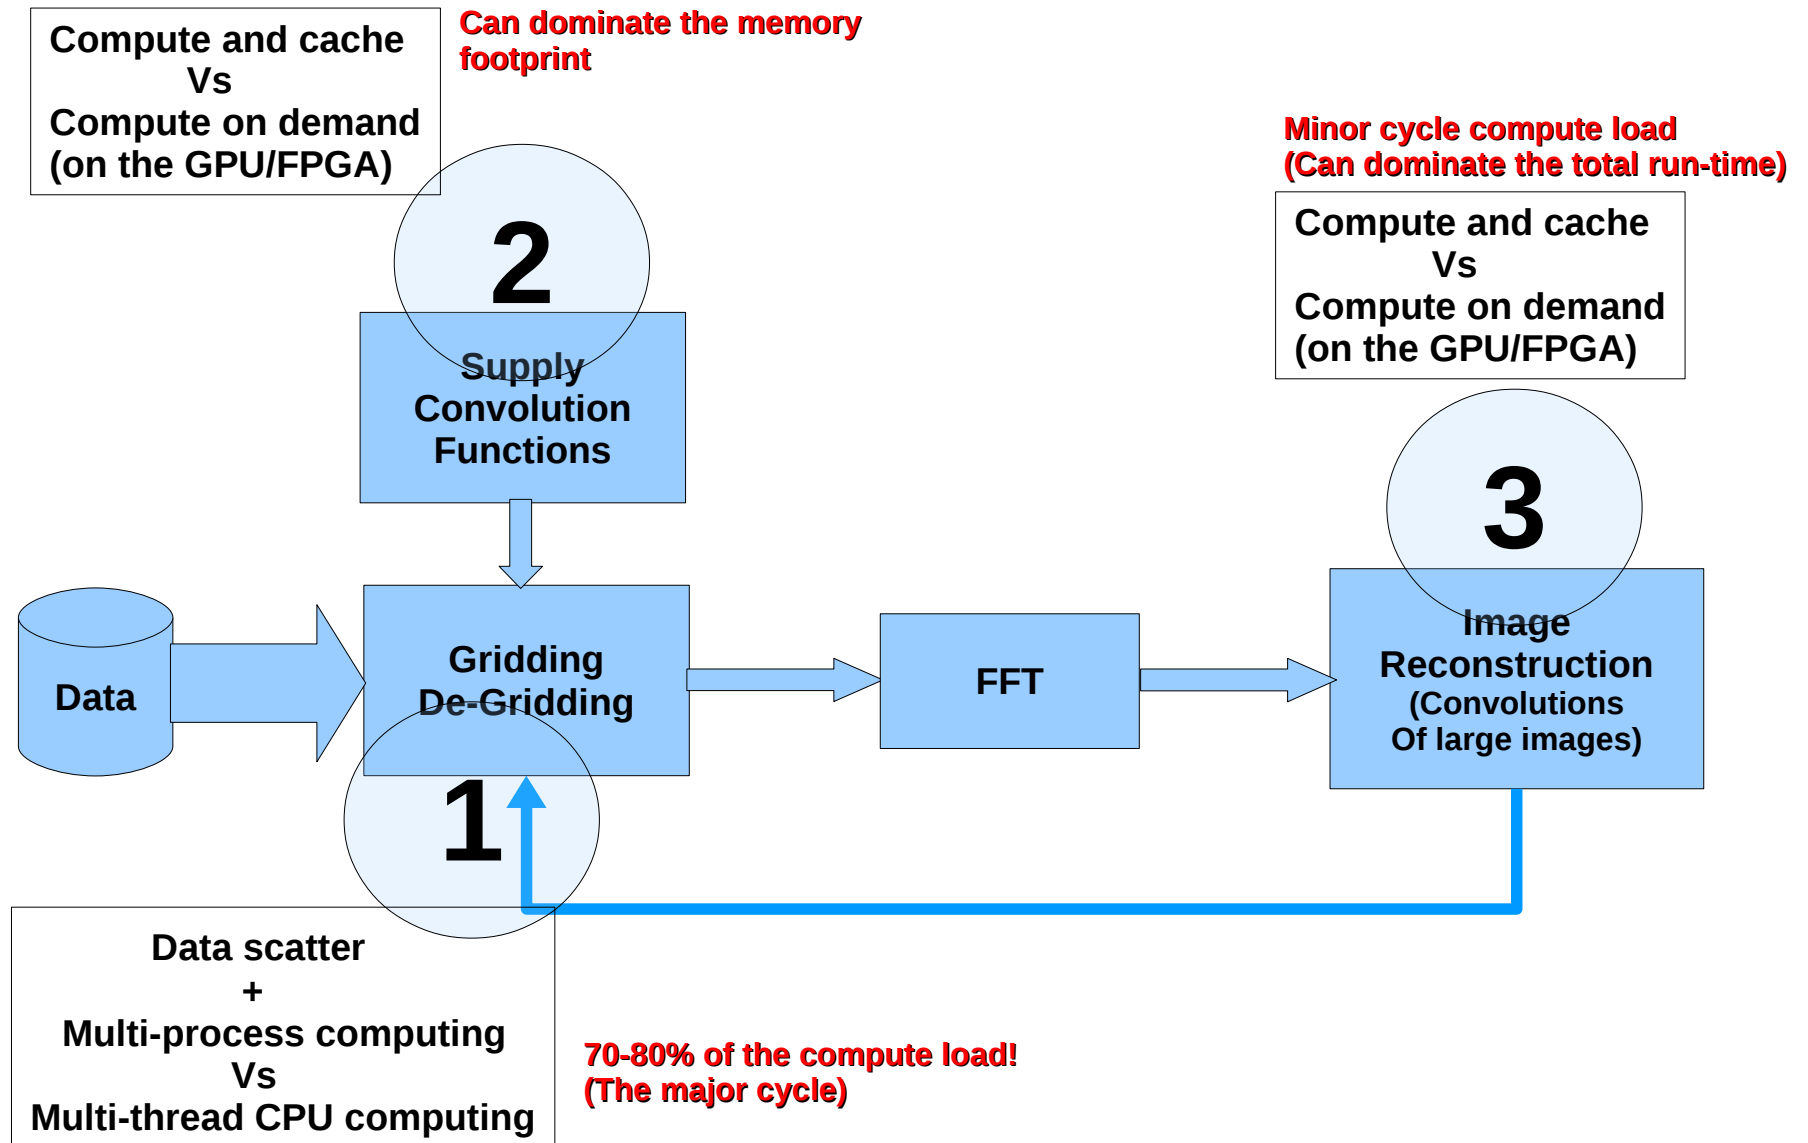 Compute and cache
Vs
Compute on demand
(on the GPU/FPGA)
Can dominate the memory
footprint
Minor cycle compute load
(Can dominate the total run-time)
Compute and cache
Vs
Compute on demand
(on the GPU/FPGA)
2
Supply
Convolution
Functions
3
Data
Gridding
De-Gridding
FFT
Image
Reconstruction
(Convolutions
Of large images)
1
Data scatter
+
Multi-process computing
Vs
Multi-thread CPU computing
70-80% of the compute load!
(The major cycle)